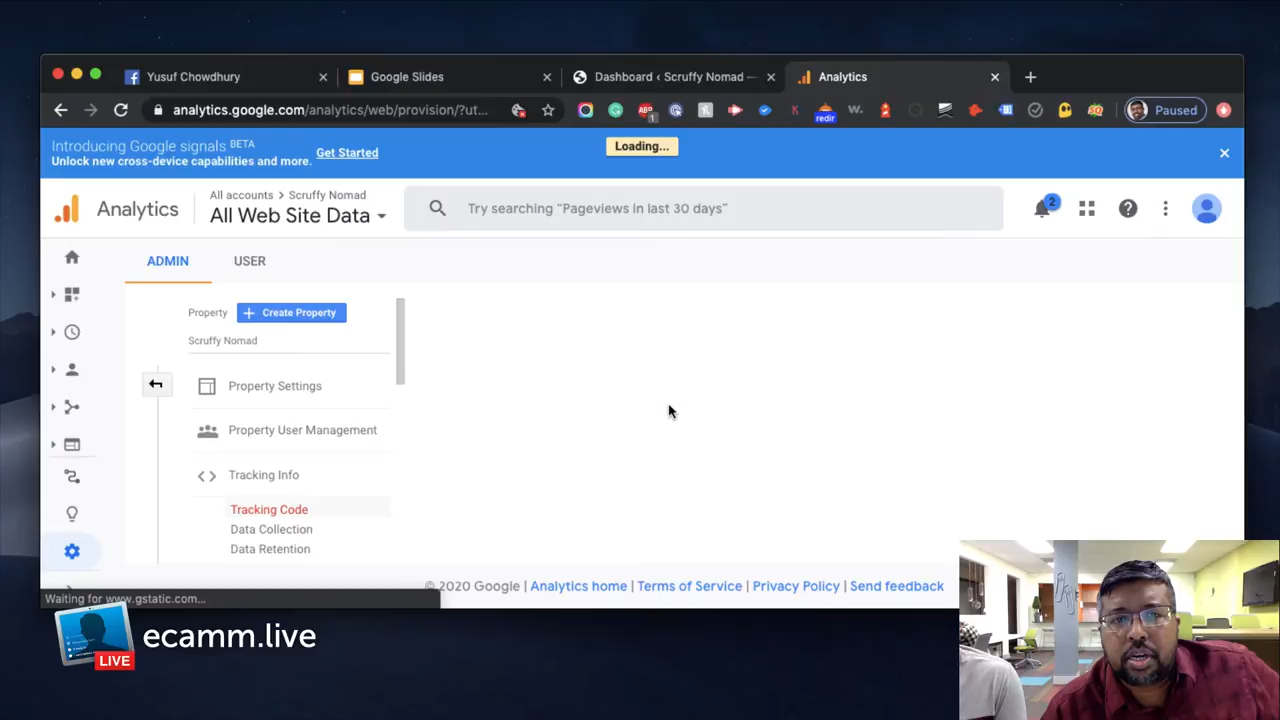 Yusuf Chowdhury
Google Slides
Dashboard ‹ Scruffy Nomad —
Analytics
analytics.google.com/analytics/web/provision/?ut...
ABP
1
K
redir
W.
Paused
Introducing Google signals BETA
Unlock new cross-device capabilities and more.
Get Started
Loading...
Analytics
All accounts > Scruffy Nomad
All Web Site Data
Try searching “Pageviews in last 30 days”
2
ADMIN
USER
Property
+ Create Property
Scruffy Nomad
Property Settings
Property User Management
Tracking Info
Tracking Code
Data Collection
Data Retention
© 2020 Google | Analytics home | Terms of Service | Privacy Policy | Send feedback
Waiting for www.gstatic.com...
ecamm.live
LIVE